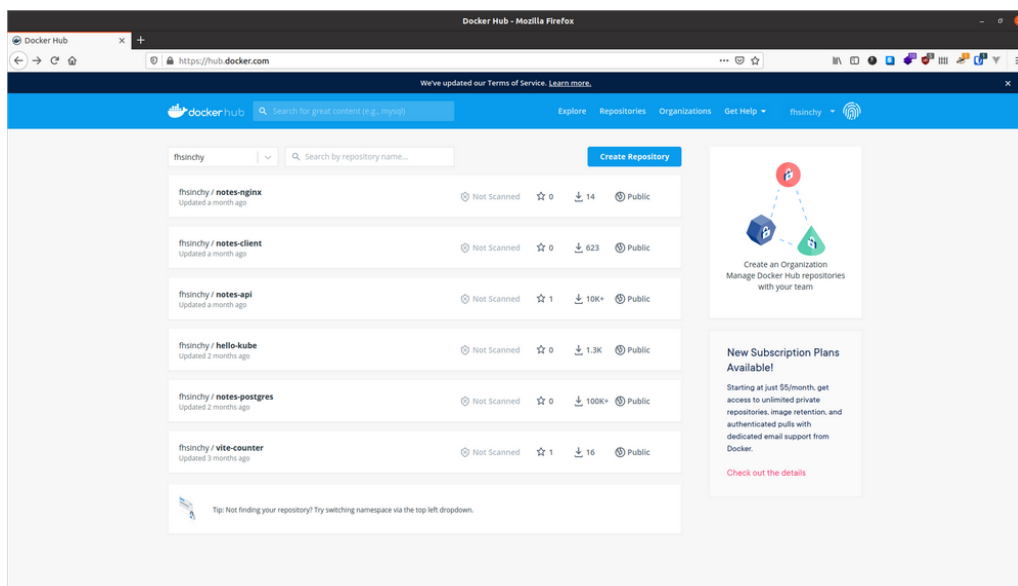 Docker Hub - Mozilla Firefox
Docker Hub
https://hub.docker.com
We've updated our Terms of Service. Learn more.
docker hub
Search for great content (e.g., mysql)
Explore Repositories Organizations Get Help fhsinchy
fhsinchy
Search by repository name...
Create Repository
fhsinchy / notes-nginx
Updated a month ago
Not Scanned 0 14 Public
fhsinchy / notes-client
Updated a month ago
Not Scanned 0 623 Public
fhsinchy / notes-api
Updated a month ago
Not Scanned 1 10K+ Public
fhsinchy / hello-kube
Updated 2 months ago
Not Scanned 0 1.3K Public
fhsinchy / notes-postgres
Updated 2 months ago
Not Scanned 0 100K+ Public
fhsinchy / vite-counter
Updated 3 months ago
Not Scanned 1 16 Public
Tip: Not finding your repository? Try switching namespace via the top left dropdown.
Create an Organization
Manage Docker Hub repositories
with your team
New Subscription Plans
Available!
Starting at just $5/month, get
access to unlimited private
repositories, image retention, and
authenticated pulls with
dedicated email support from
Docker.
Check out the details